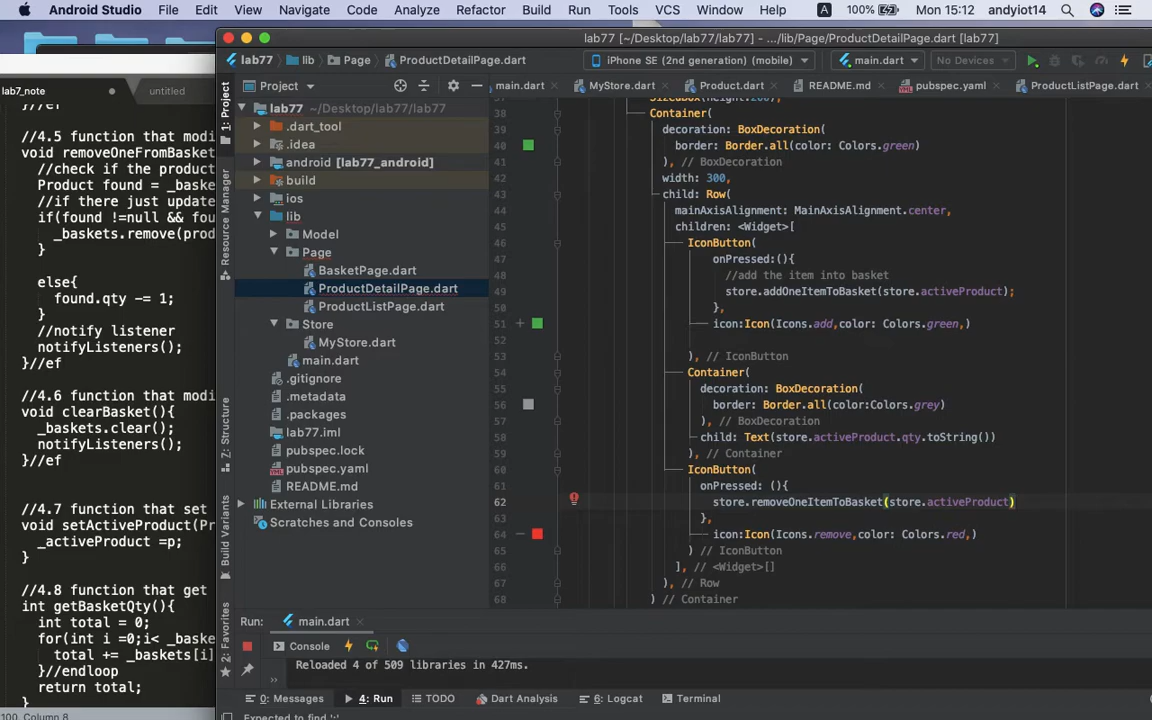 Android Studio File Edit View Navigate Code Analyze Refactor Build Run Tools VCS Window Help A 100% Mon 15:12 andyiot14
lab77 [~/Desktop/lab77/lab77] - .../lib/Page/ProductDetailPage.dart [lab77]
lab77 lib Page ProductDetailPage.dart iPhone SE (2nd generation) (mobile) main.dart No Devices
lab7_note untitled
Project main.dart MyStore.dart Product.dart README.md pubspec.yaml ProductListPage.dart
//4.5 function that modi
void removeOneFromBasket
//check if the product
Product found = _baskets
//if there just update
if(found !=null && fou
_baskets.remove(prod
}
else{
found.qty -= 1;
}
//notify listener
notifyListeners();
}//ef
//4.6 function that modi
void clearBasket(){
_baskets.clear();
notifyListeners();
}//ef
//4.7 function that set
void setActiveProduct(Pr
_activeProduct =p;
}
//4.8 function that get
int getBasketQty(){
int total = 0;
for(int i =0;i< _baske
total += _baskets[i]
}//endloop
return total;
}
100, Column 8
1: Project
Resource Manager
7: Structure
Build Variants
2: Favorites
lab77 ~/Desktop/lab77/lab77
.dart_tool
.idea
android [lab77_android]
build
ios
lib
Model
Page
BasketPage.dart
ProductDetailPage.dart
ProductListPage.dart
Store
MyStore.dart
main.dart
.gitignore
.metadata
.packages
lab77.iml
pubspec.lock
pubspec.yaml
README.md
External Libraries
Scratches and Consoles
38 Container(
39 decoration: BoxDecoration(
40 border: Border.all(color: Colors.green)
41 ), // BoxDecoration
42 width: 300,
43 child: Row(
44 mainAxisAlignment: MainAxisAlignment.center,
45 children: <Widget>[
46 IconButton(
47 onPressed:(){
48 //add the item into basket
49 store.addOneItemToBasket(store.activeProduct);
50 },
51 icon:Icon(Icons.add,color: Colors.green,)
52
53 ), // IconButton
54 Container(
55 decoration: BoxDecoration(
56 border: Border.all(color:Colors.grey)
57 ), // BoxDecoration
58 child: Text(store.activeProduct.qty.toString())
59 ), // Container
60 IconButton(
61 onPressed: (){
62 store.removeOneItemToBasket(store.activeProduct)
63 },
64 icon:Icon(Icons.remove,color: Colors.red,)
65 ) // IconButton
66 ], // <Widget>[]
67 ), // Row
68 ) // Container
Run: main.dart
Console
Reloaded 4 of 509 libraries in 427ms.
0: Messages 4: Run TODO Dart Analysis 6: Logcat Terminal